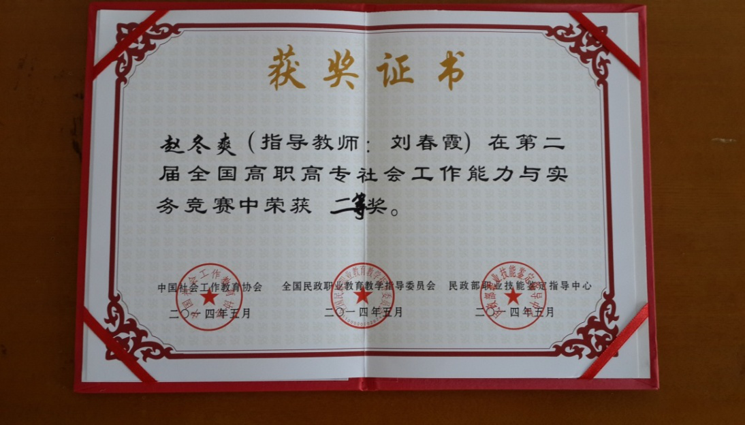 获奖证书
赵冬爽（指导教师：刘春霞）在第二
届全国高职高专社会工作能力与实
务竞赛中荣获 二等奖。
中国社会工作教育协会 全国民政职业教育教学指导委员会 民政部职业技能鉴定指导中心
二〇一四年五月 二〇一四年五月 二〇一四年五月